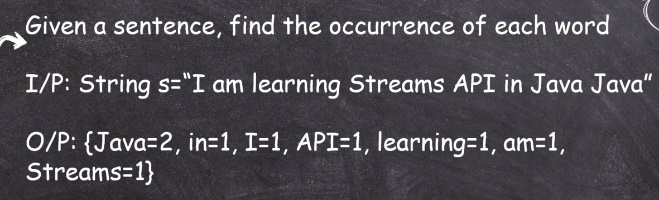 Given a sentence, find the occurrence of each word
I/P: String s=“I am learning Streams API in Java Java”
O/P: {Java=2, in=1, I=1, API=1, learning=1, am=1,
Streams=1}